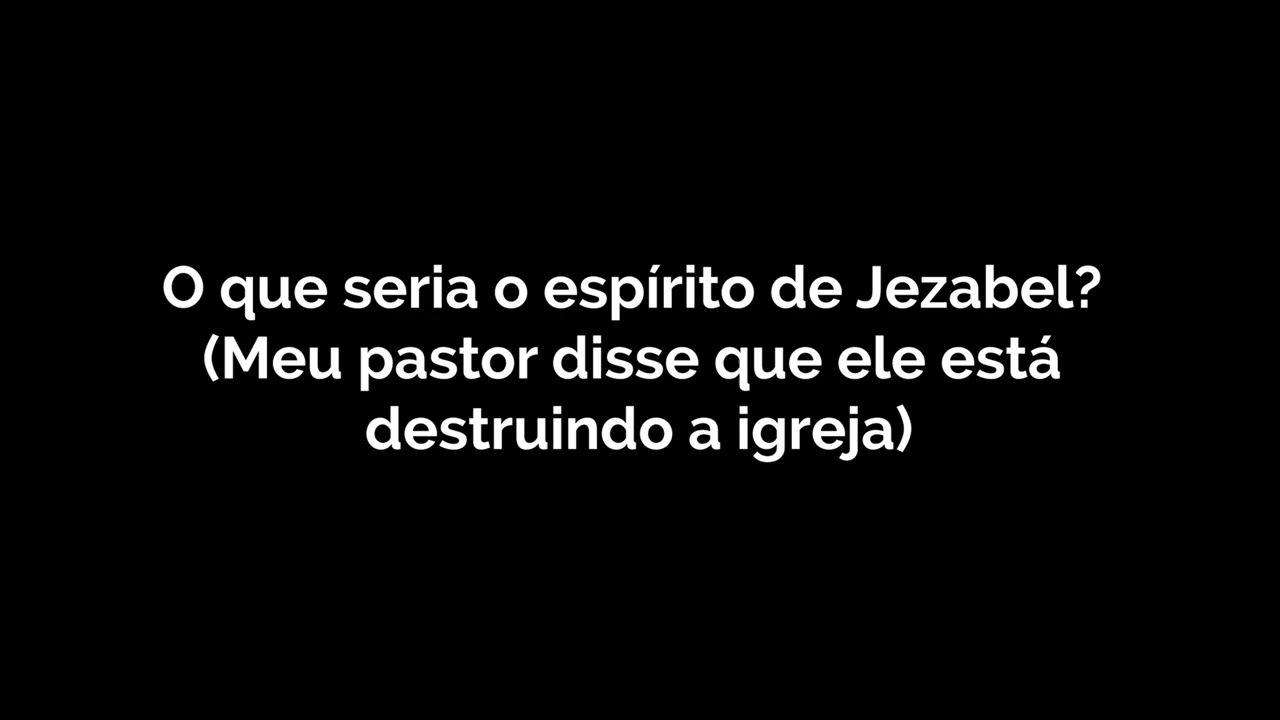 O que seria o espírito de Jezabel?
(Meu pastor disse que ele está
destruindo a igreja)